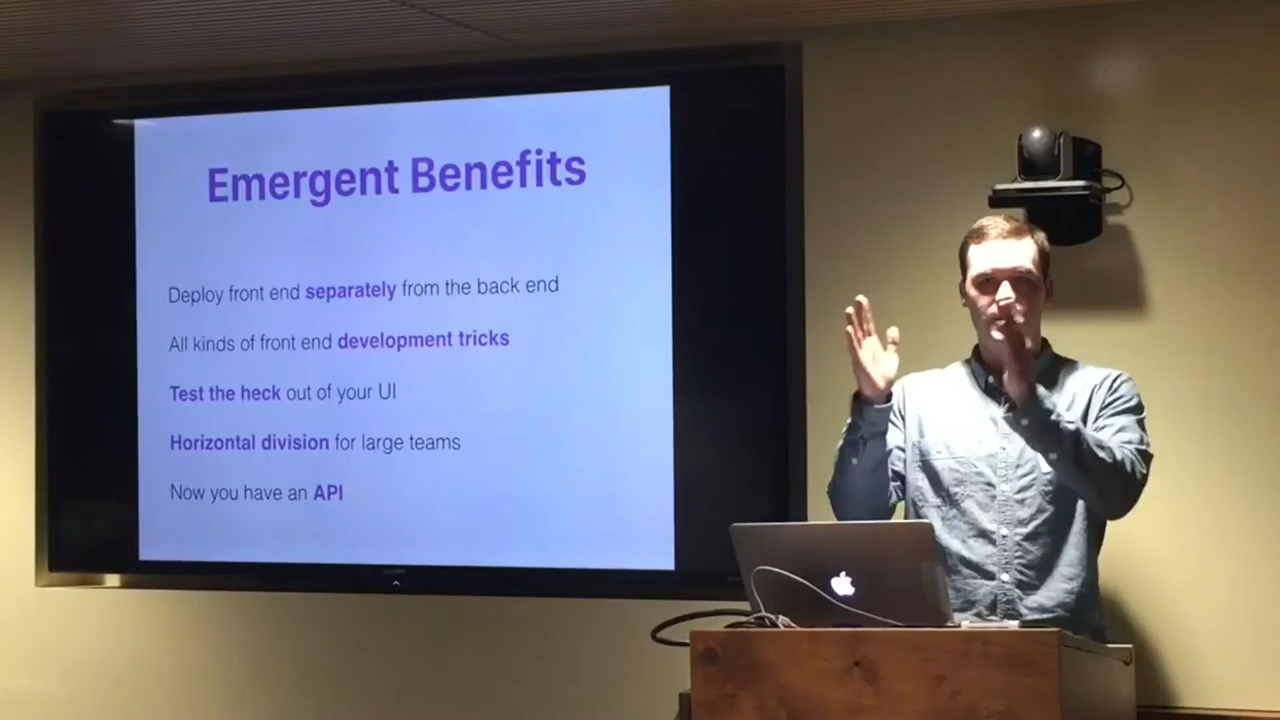 Emergent Benefits
Deploy front end separately from the back end
All kinds of front end development tricks
Test the heck out of your UI
Horizontal division for large teams
Now you have an API